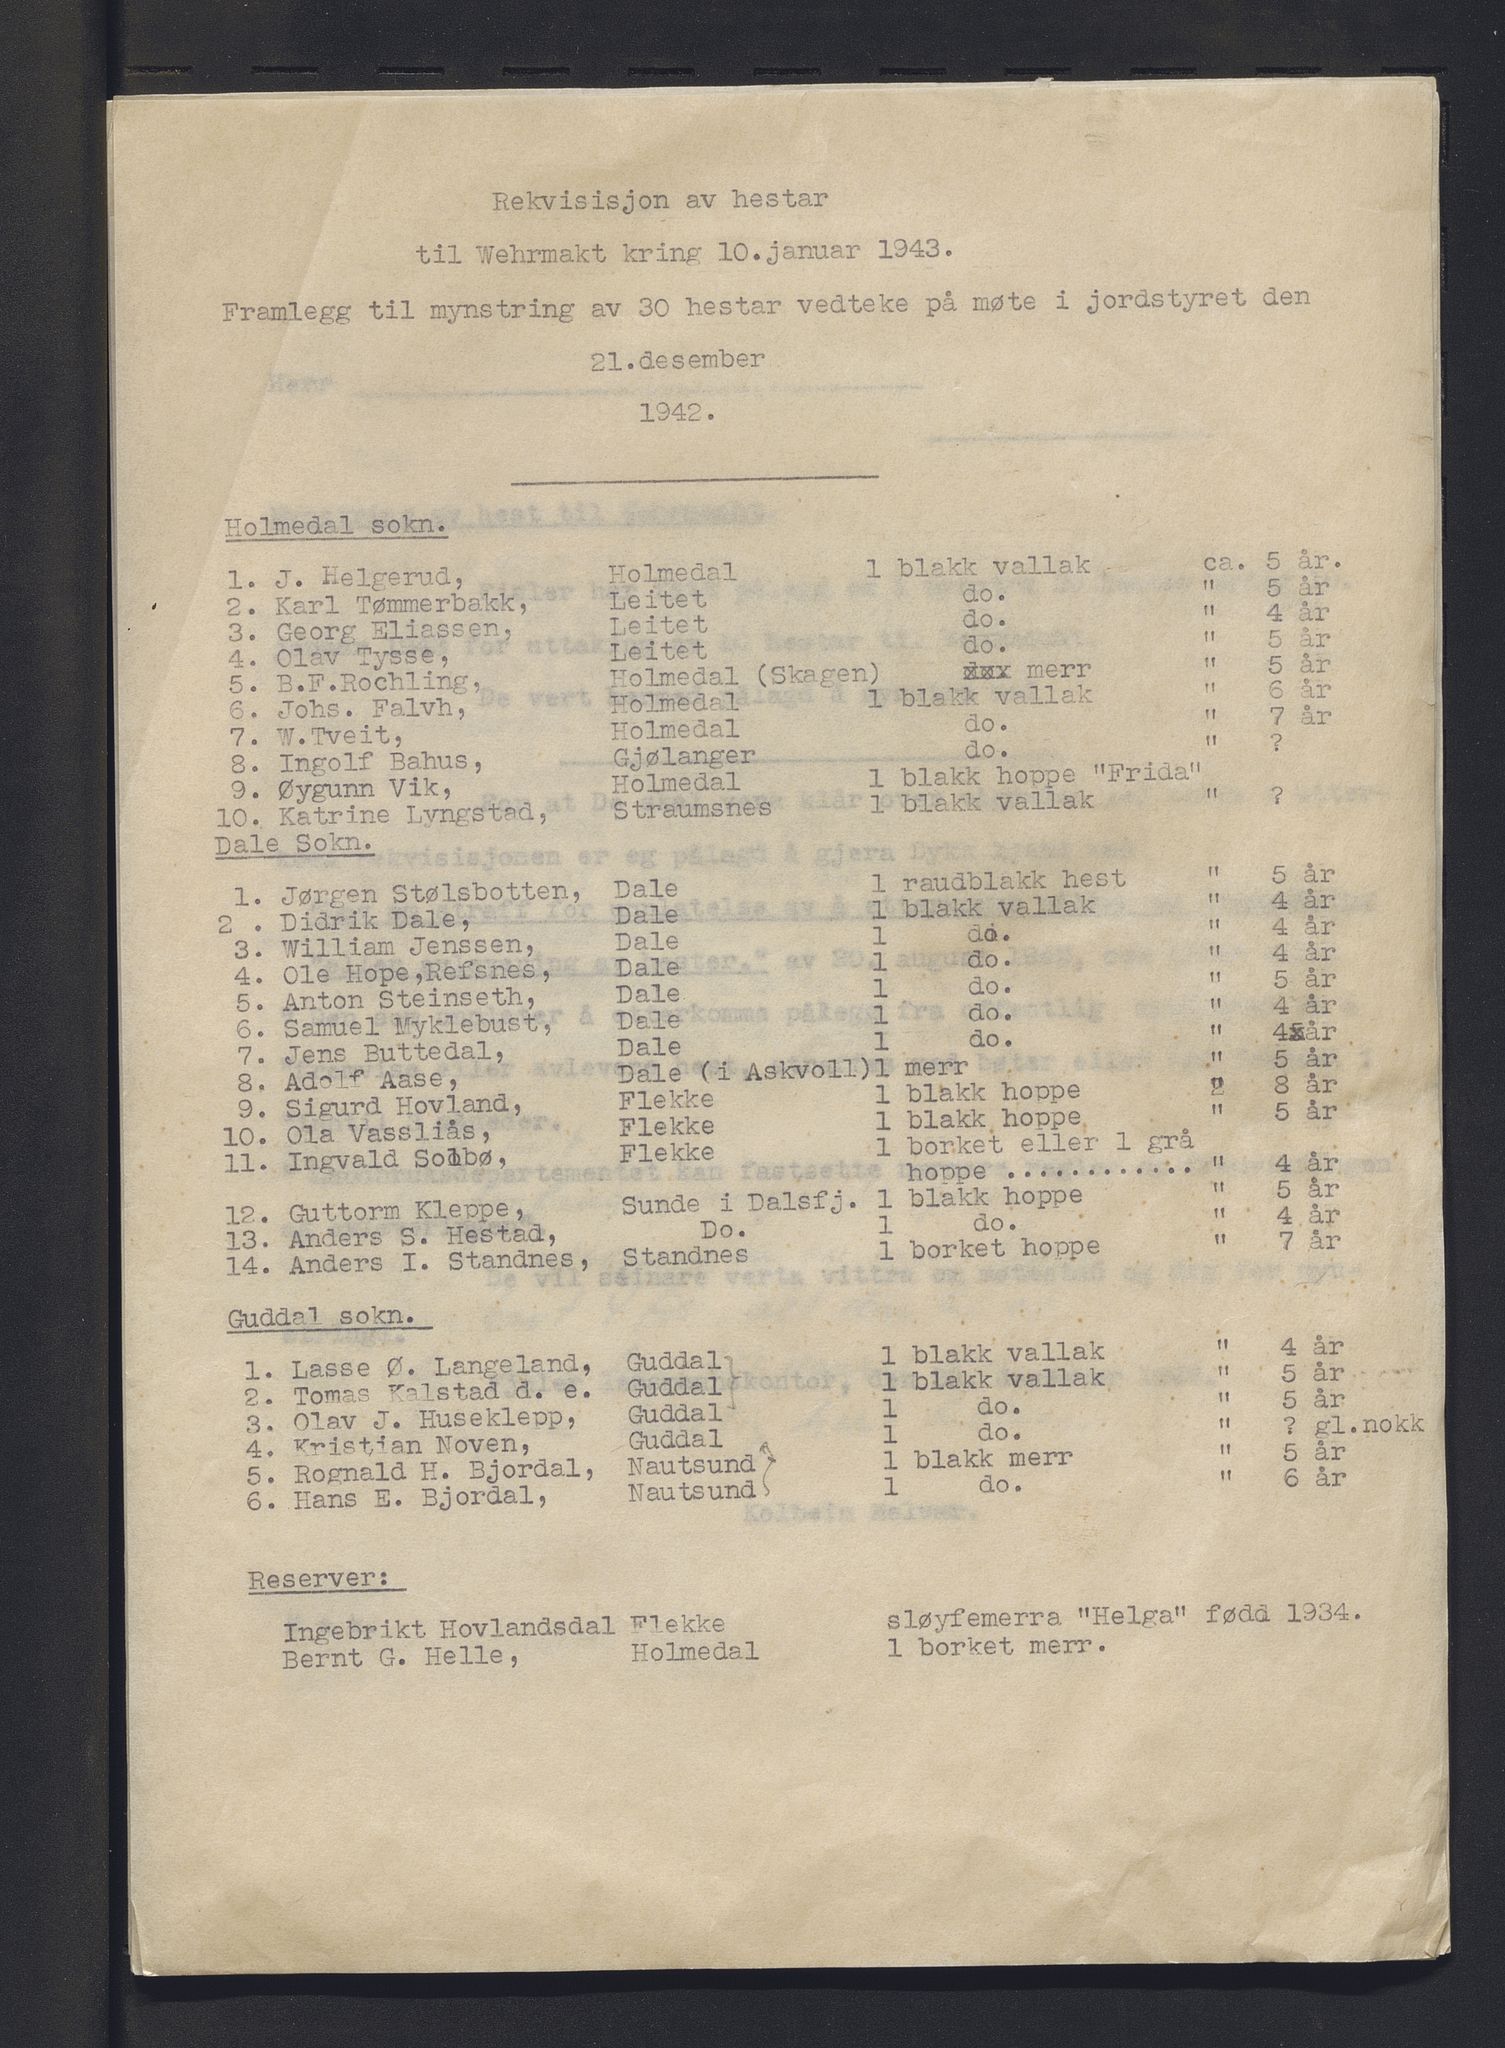 Rekvisisjon av hestar
til Wehrmakt kring 10.januar 1943.
Framlegg til mynstring av 30 hestar vedteke på møte i jordstyret den
21.desember
1942.
Holmedal sokn.
1. J. Helgerud, Holmedal 1 blakk vallak ca. 5 år.
2. Karl Tømmerbakk, Leitet do. " 5 år
3. Georg Eliassen, Leitet do. " 4 år
4. Olav Tysse, Leitet do. " 5 år
5. B.F.Rochling, Holmedal (Skagen) merr " 5 år
6. Johs. Falvh, Holmedal 1 blakk vallak " 6 år
7. W.Tveit, Holmedal do. " 7 år
8. Ingolf Bahus, Gjølanger do. " ?
9. Øygunn Vik, Holmedal 1 blakk hoppe "Frida"
10. Katrine Lyngstad, Straumsnes 1 blakk vallak " ?
Dale Sokn.
1. Jørgen Stølsbotten, Dale 1 raudblakk hest " 5 år
2 . Didrik Dale, Dale 1 blakk vallak " 4 år
3. William Jenssen, Dale 1 do. " 4 år
4. Ole Hope,Refsnes, Dale 1 do. " 4 år
5. Anton Steinseth, Dale 1 do. " 5 år
6. Samuel Myklebust, Dale 1 do. " 4 år
7. Jens Buttedal, Dale 1 do. " år
8. Adolf Aase, Dale (i Askvoll) 1 merr " 5 år
9. Sigurd Hovland, Flekke 1 blakk hoppe 8 år
10. Ola Vassliås, Flekke 1 blakk hoppe " 5 år
11. Ingvald Solbø, Flekke 1 borket eller 1 grå
hoppe ............ " 4 år
12. Guttorm Kleppe, Sunde i Dalsfj. 1 blakk hoppe " 5 år
13. Anders S. Hestad, Do. 1 do. " 4 år
14. Anders I. Standnes, Standnes 1 borket hoppe " 7 år
Guddal sokn.
1. Lasse Ø. Langeland, Guddal 1 blakk vallak " 4 år
2. Tomas Kalstad d. e. Guddal 1 blakk vallak " 5 år
3. Olav J. Huseklepp, Guddal 1 do. " 5 år
4. Kristian Noven, Guddal 1 do. " ? gl.nokk
5. Rognald H. Bjordal, Nautsund 1 blakk merr " 5 år
6. Hans E. Bjordal, Nautsund 1 do. " 6 år
Reserver:
Ingebrikt Hovlandsdal Flekke sløyfemerra "Helga" fødd 1934.
Bernt G. Helle, Holmedal 1 borket merr.